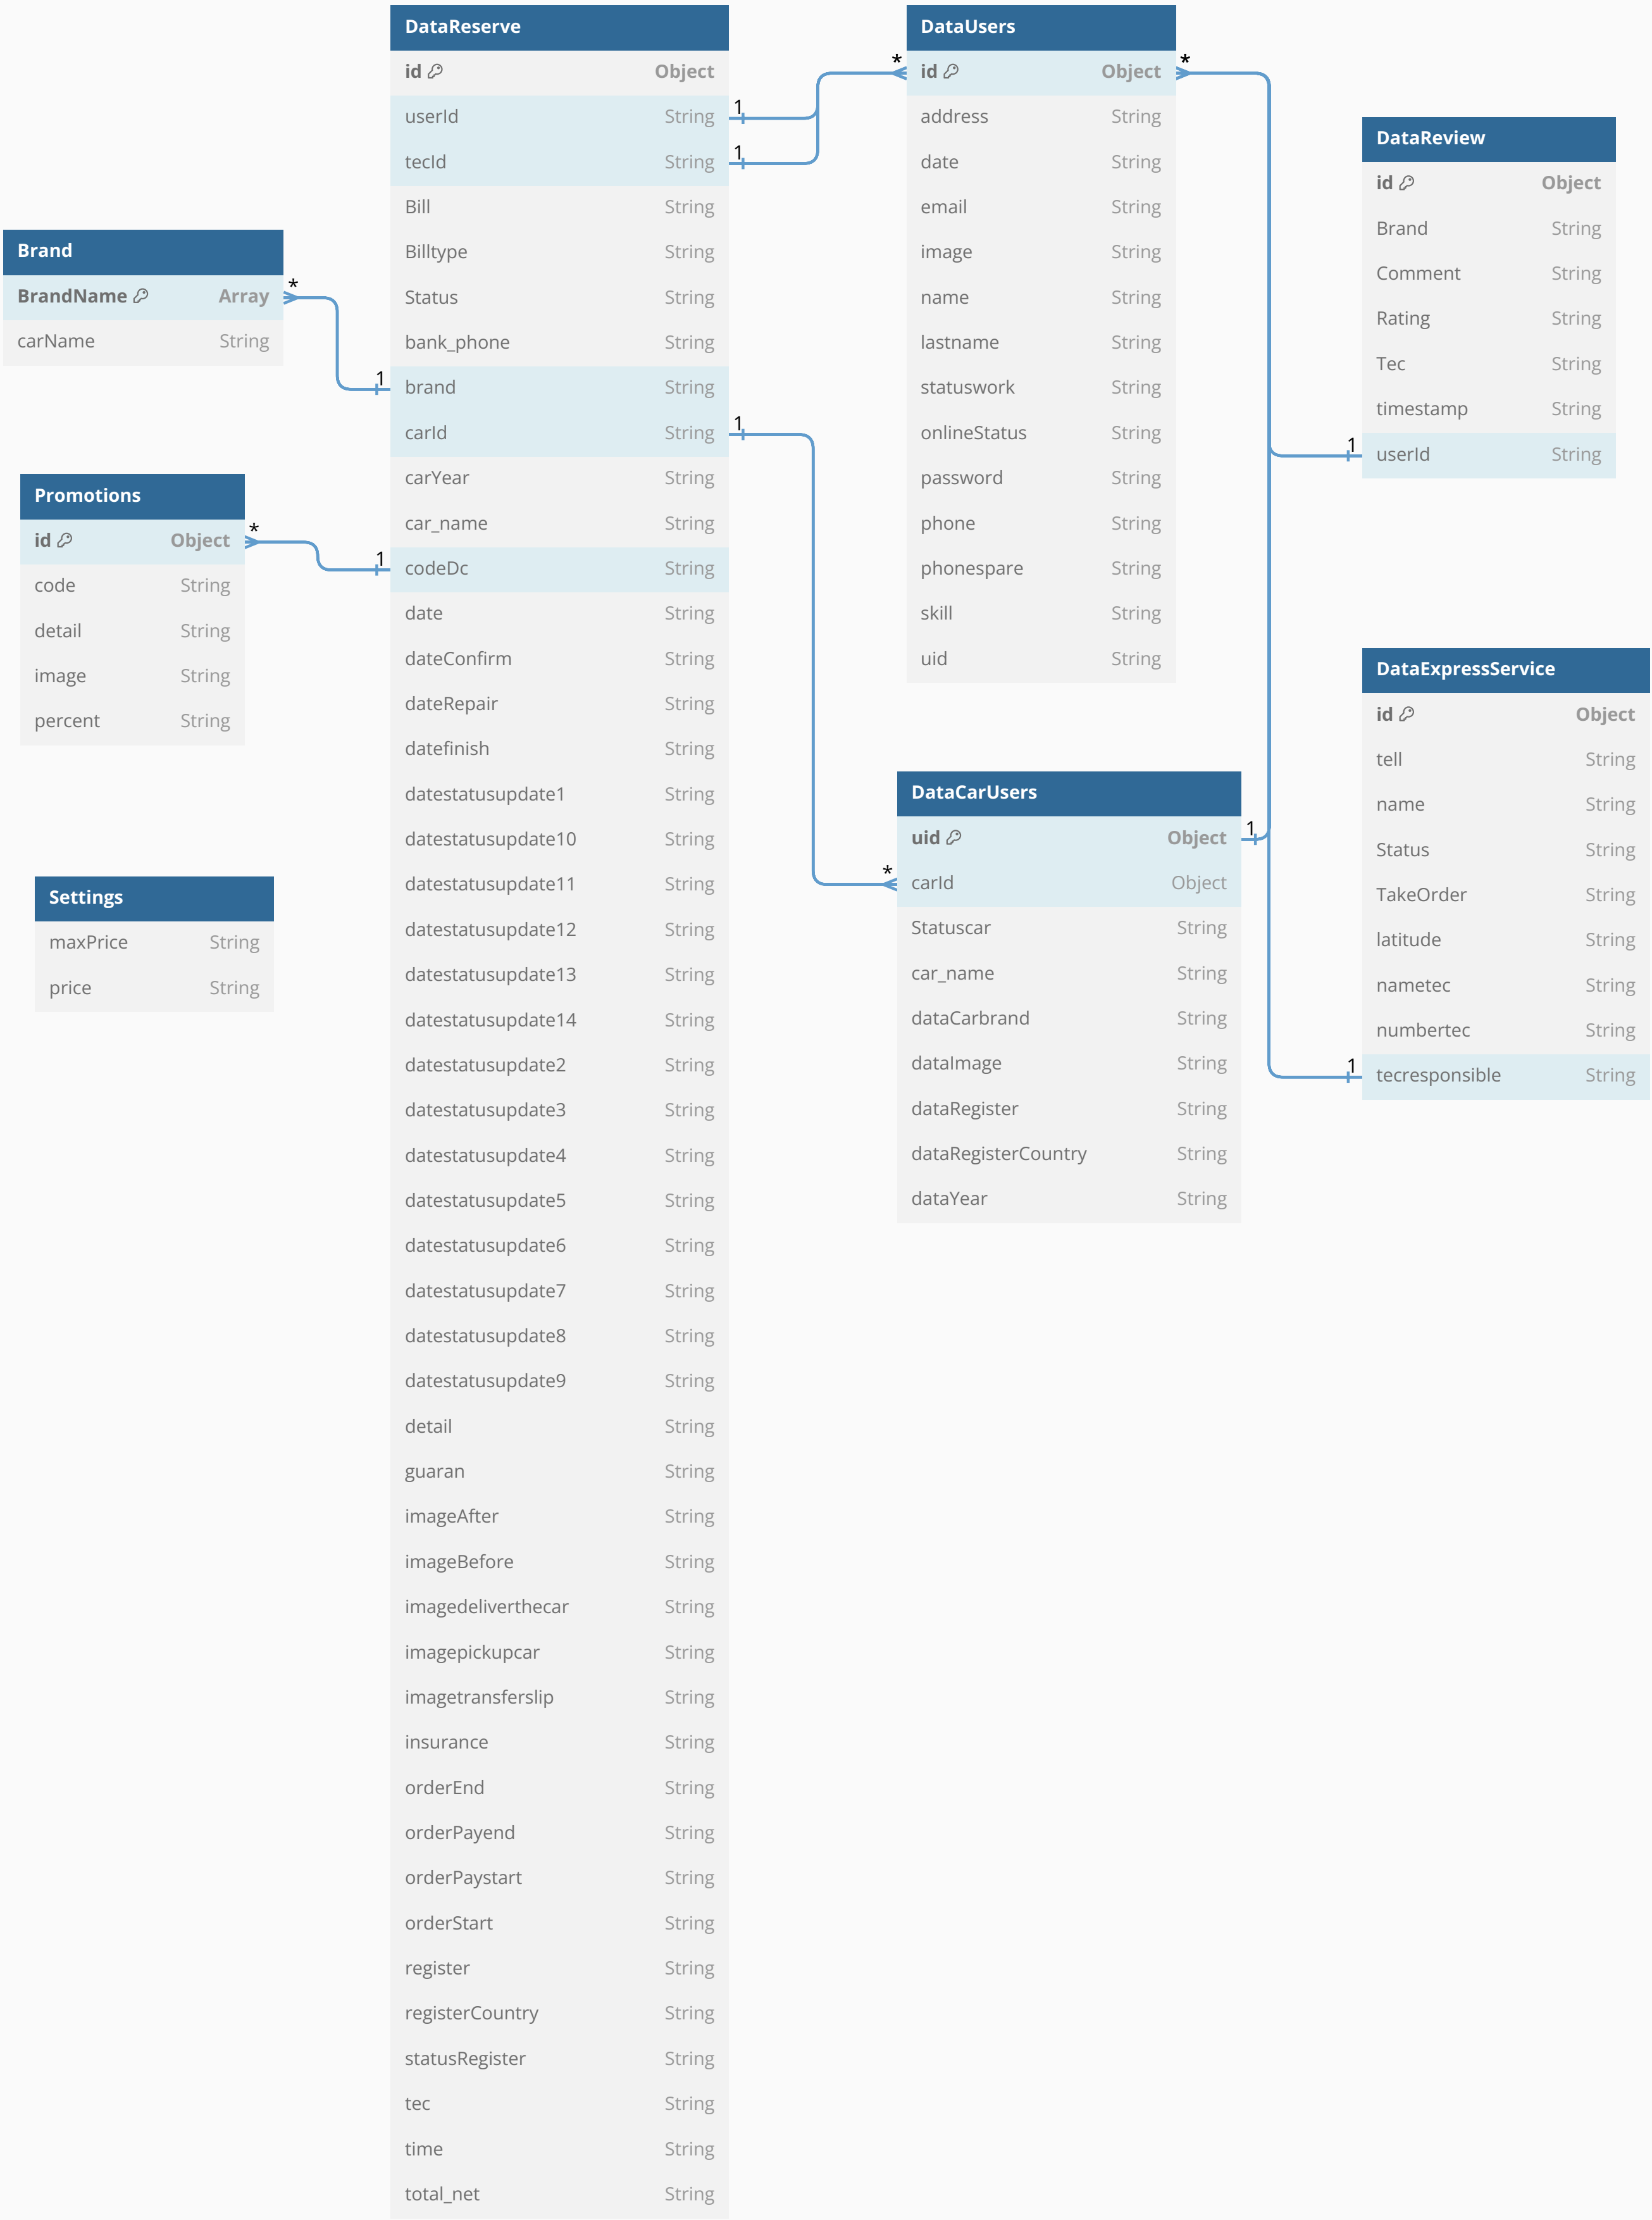 DataReserve
id Object
userId String
tecId String
Bill String
Billtype String
Status String
bank_phone String
brand String
carId String
carYear String
car_name String
codeDc String
date String
dateConfirm String
dateRepair String
datefinish String
datestatusupdate1 String
datestatusupdate10 String
datestatusupdate11 String
datestatusupdate12 String
datestatusupdate13 String
datestatusupdate14 String
datestatusupdate2 String
datestatusupdate3 String
datestatusupdate4 String
datestatusupdate5 String
datestatusupdate6 String
datestatusupdate7 String
datestatusupdate8 String
datestatusupdate9 String
detail String
guaran String
imageAfter String
imageBefore String
imagedeliverthecar String
imagepickupcar String
imagetransferslip String
insurance String
orderEnd String
orderPayend String
orderPaystart String
orderStart String
register String
registerCountry String
statusRegister String
tec String
time String
total_net String
1
1
1
1
1
Brand
BrandName Array
carName String
*
Promotions
id Object
code String
detail String
image String
percent String
*
Settings
maxPrice String
price String
DataUsers
id Object
address String
date String
email String
image String
name String
lastname String
statuswork String
onlineStatus String
password String
phone String
phonespare String
skill String
uid String
*
*
DataCarUsers
uid Object
carId Object
Statuscar String
car_name String
dataCarbrand String
dataImage String
dataRegister String
dataRegisterCountry String
dataYear String
1
*
DataReview
id Object
Brand String
Comment String
Rating String
Tec String
timestamp String
userId String
1
DataExpressService
id Object
tell String
name String
Status String
TakeOrder String
latitude String
nametec String
numbertec String
tecresponsible String
1